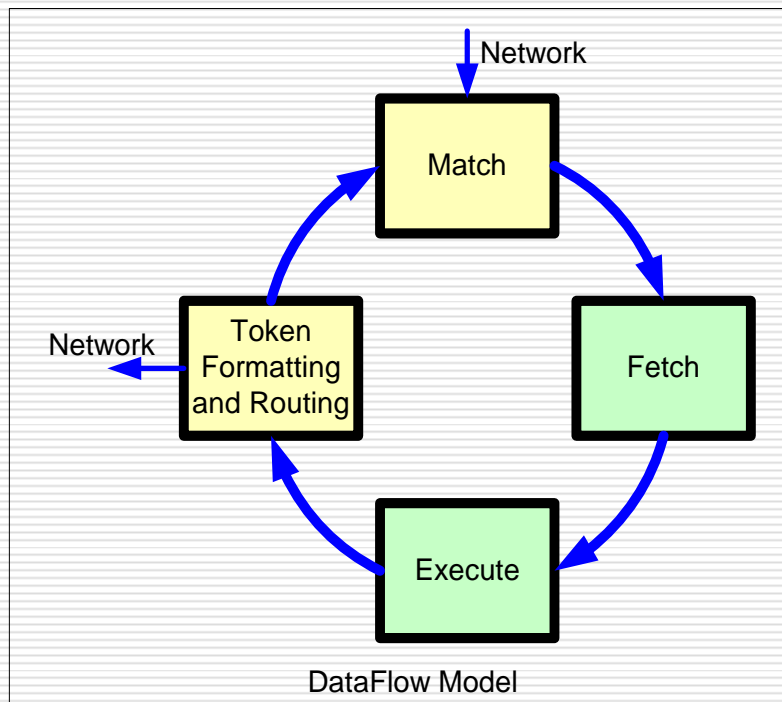 Network
Match
Network
Token
Formatting
and Routing
Fetch
Execute
DataFlow Model